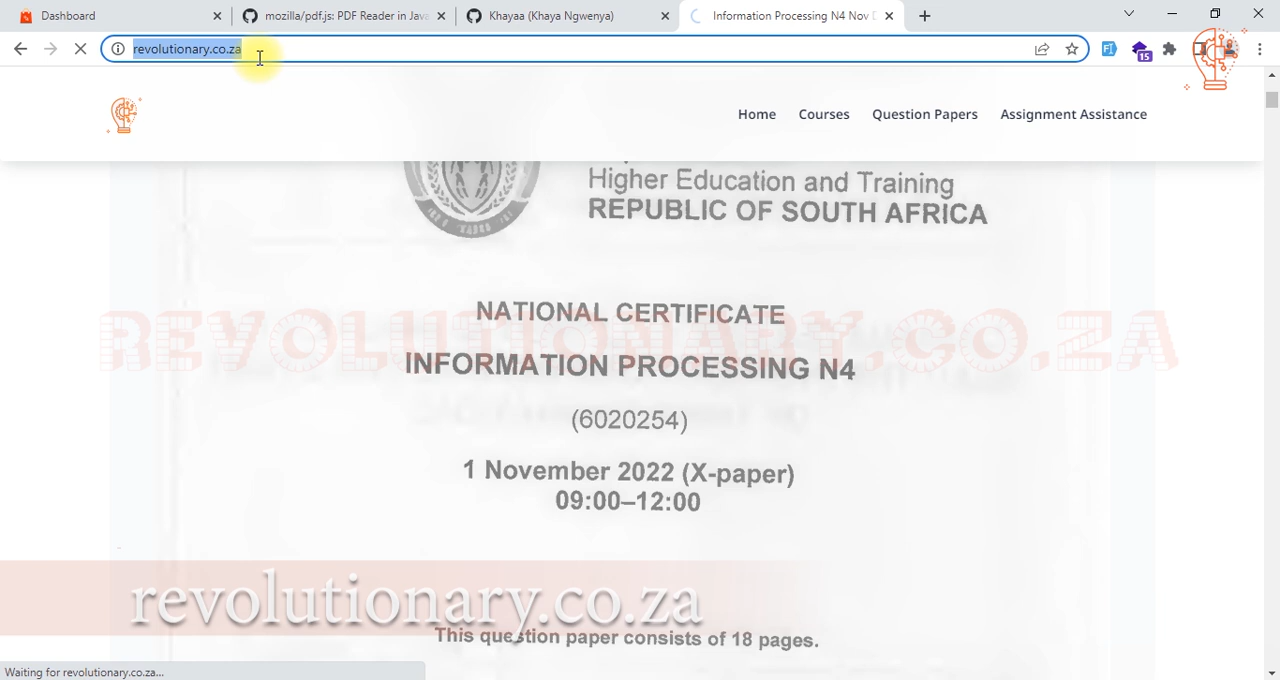 Dashboard
mozilla/pdf.js: PDF Reader in Java
Khayaa (Khaya Ngwenya)
Information Processing N4 Nov
revolutionary.co.za
15
Home
Courses
Question Papers
Assignment Assistance
Higher Education and Training
REPUBLIC OF SOUTH AFRICA
NATIONAL CERTIFICATE
REVOLUTIONARY.CO.ZA
INFORMATION PROCESSING N4
(6020254)
1 November 2022 (X-paper)
09:00–12:00
revolutionary.co.za
This question paper consists of 18 pages.
Waiting for revolutionary.co.za...